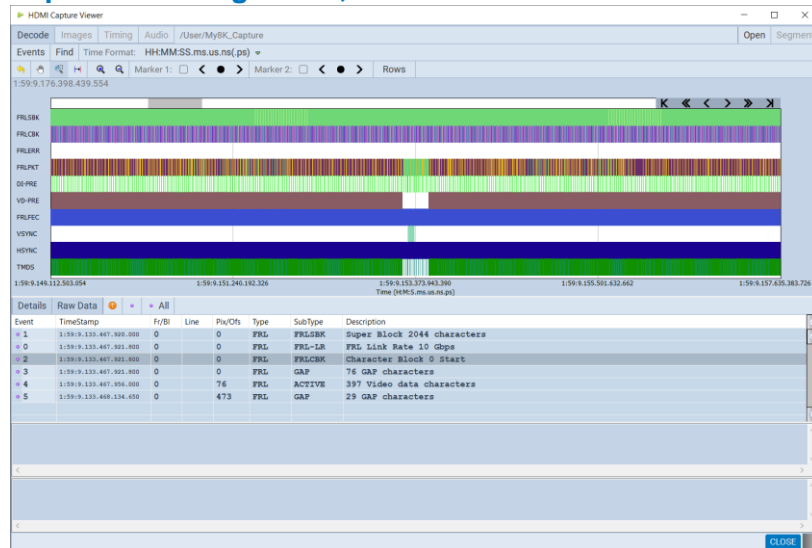 HDMI Capture Viewer
Decode Images Timing Audio /User/My8K_Capture Open Segmen
Events Find Time Format: HH:MM:SS.ms.us.ns(.ps)
Marker 1: Marker 2: Rows
1:59:9.176.398.439.554
FRLSBK
FRLCBK
FRLERR
FRLPKT
DI-PRE
VD-PRE
FRLFEC
VSYNC
HSYNC
TMDS
1:59:9.149.112.503.054 1:59:9.151.240.192.326 1:59:9.153.373.943.390 1:59:9.155.501.632.662 1:59:9.157.635.383.726
Time (H:M:S.ms.us.ns.ps)
Details Raw Data All
Event TimeStamp Fr/Bl Line Pix/Ofs Type SubType Description
1 1:59:9.133.467.920.000 0 0 FRL FRLSBK Super Block 2044 characters
0 1:59:9.133.467.921.800 0 0 FRL FRL-LR FRL Link Rate 10 Gbps
2 1:59:9.133.467.921.800 0 0 FRL FRLCBK Character Block 0 Start
3 1:59:9.133.467.921.800 0 0 FRL GAP 76 GAP characters
4 1:59:9.133.467.956.000 0 76 FRL ACTIVE 397 Video data characters
5 1:59:9.133.468.134.650 0 473 FRL GAP 29 GAP characters
CLOSE